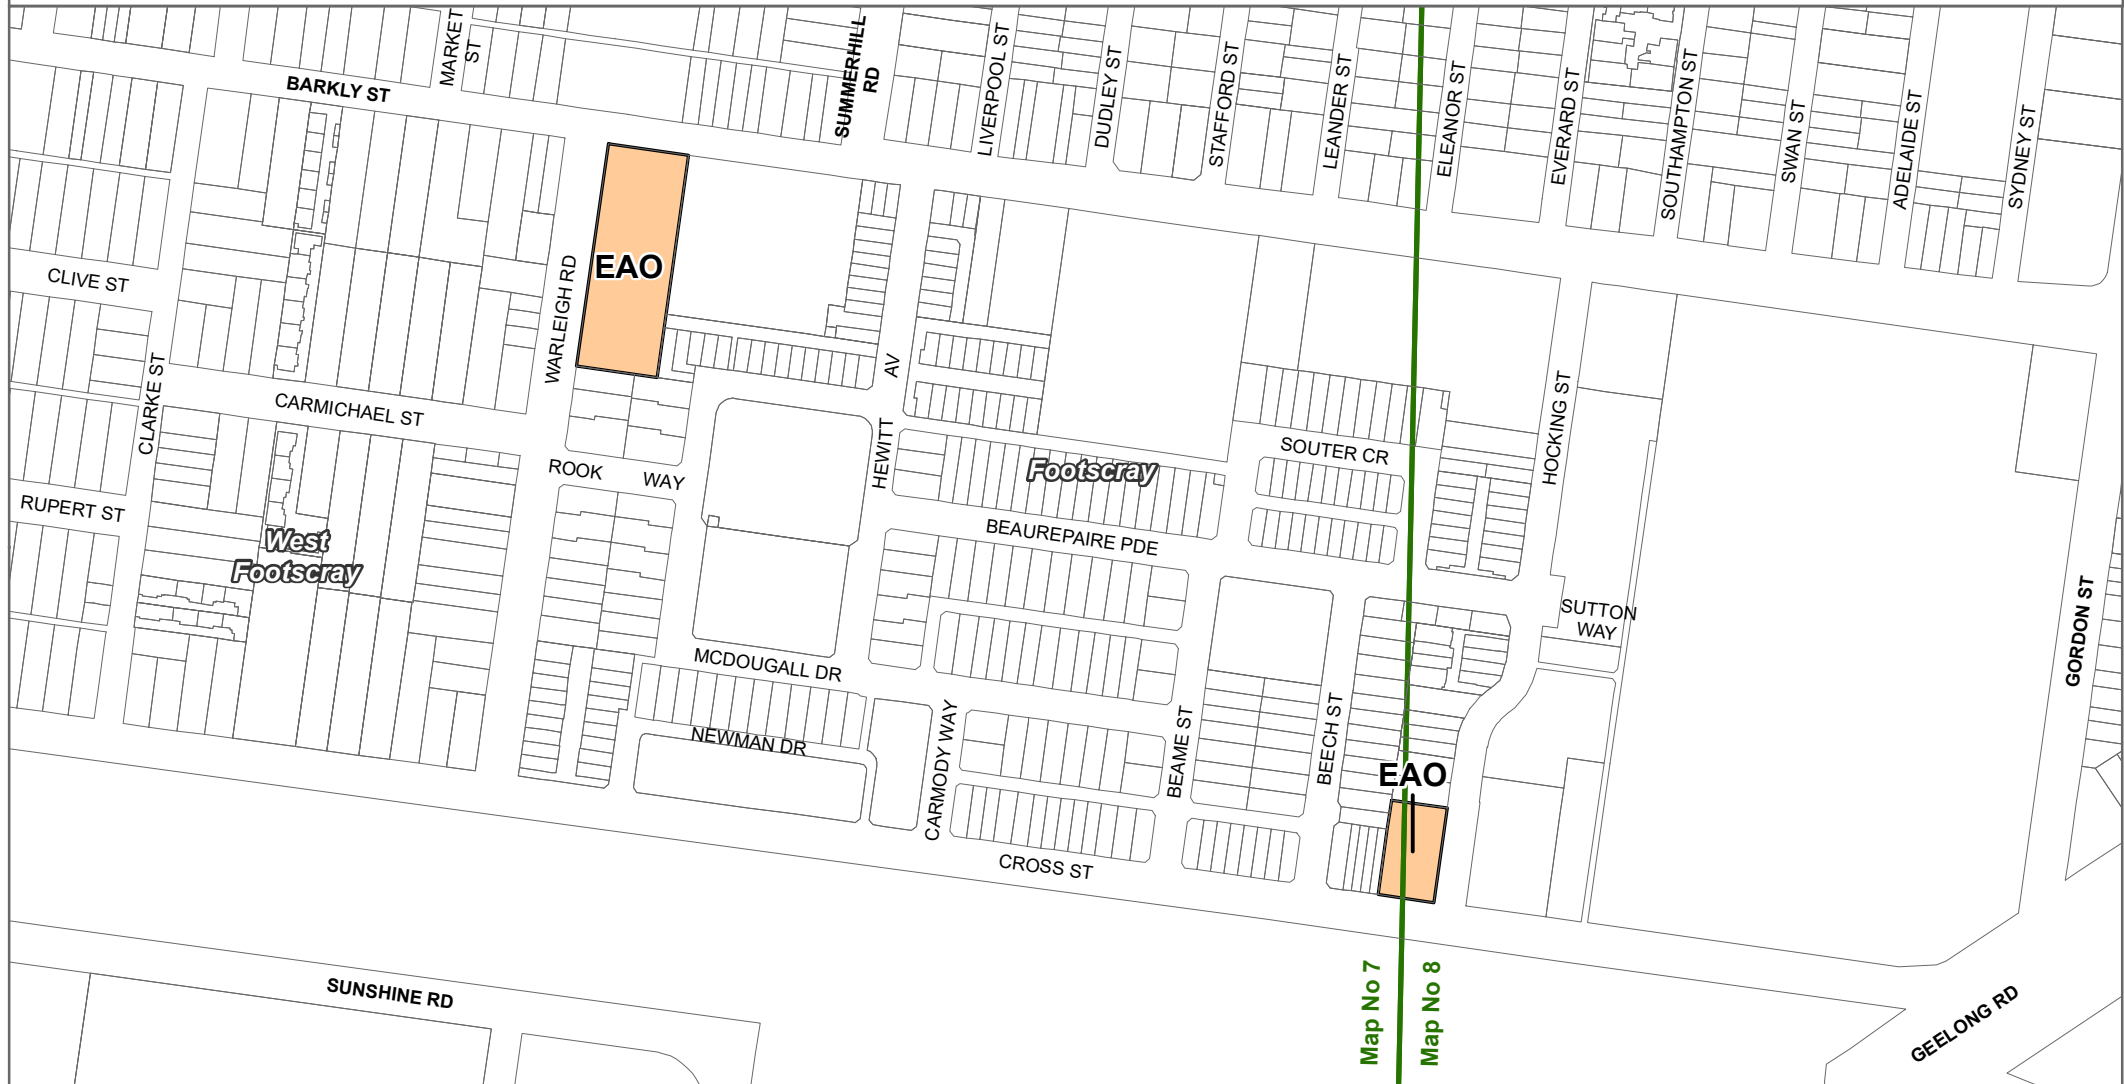 MARKET
ST
SUMMERHILL
RD
LIVERPOOL ST
DUDLEY ST
STAFFORD ST
LEANDER ST
ELEANOR ST
EVERARD ST
SOUTHAMPTON ST
SWAN ST
ADELAIDE ST
SYDNEY ST
BARKLY ST
EAO
CLIVE ST
WARLEIGH RD
CLARKE ST
CARMICHAEL ST
AV
HEWITT
HOCKING ST
SOUTER CR
Footscray
ROOK WAY
RUPERT ST
BEAUREPAIRE PDE
West
Footscray
SUTTON
WAY
GORDON ST
MCDOUGALL DR
NEWMAN DR
CARMODY WAY
BEAME ST
BEECH ST
EAO
CROSS ST
SUNSHINE RD
Map No 7
Map No 8
GEELONG RD